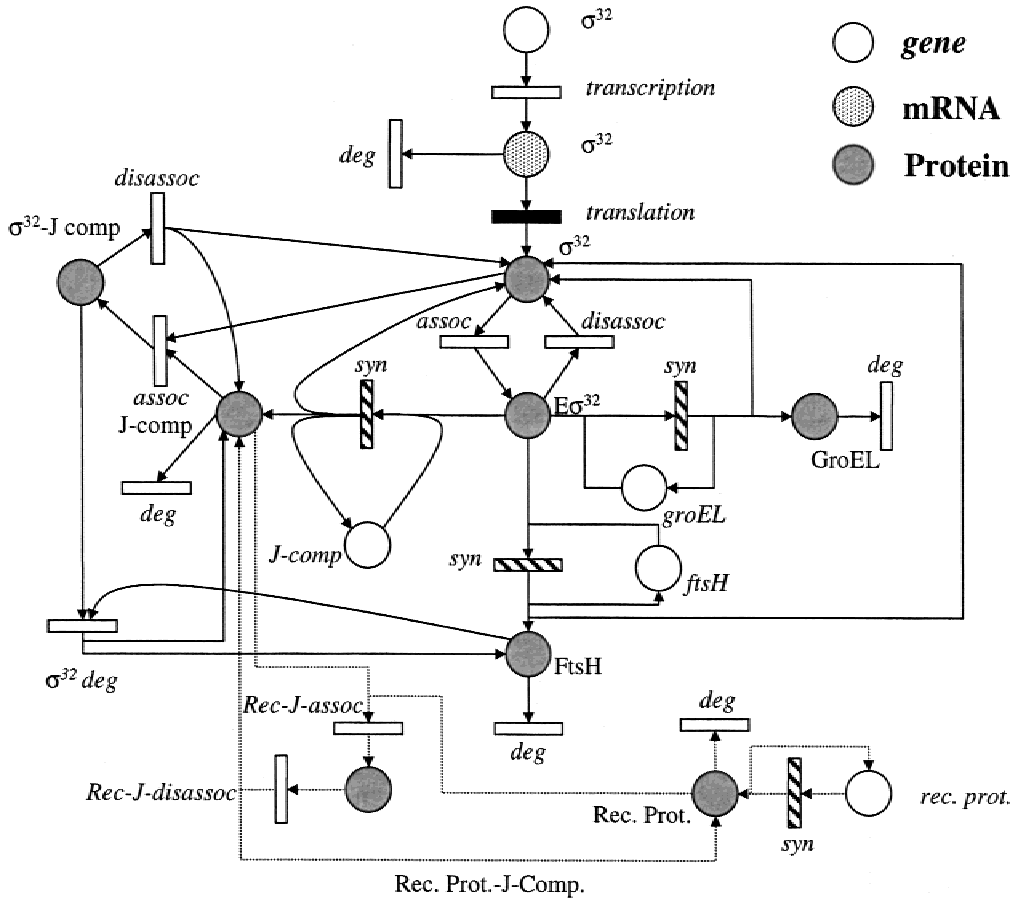 σ³²
gene
transcription
mRNA
σ³²
deg
Protein
disassoc
translation
σ³²-J comp
σ³²
assoc
disassoc
syn
syn
deg
assoc
J-comp
Eσ³²
GroEL
deg
groEL
J-comp
syn
ftsH
σ³² deg
FtsH
Rec-J-assoc
deg
deg
Rec-J-disassoc
Rec. Prot.
rec. prot.
syn
Rec. Prot.-J-Comp.